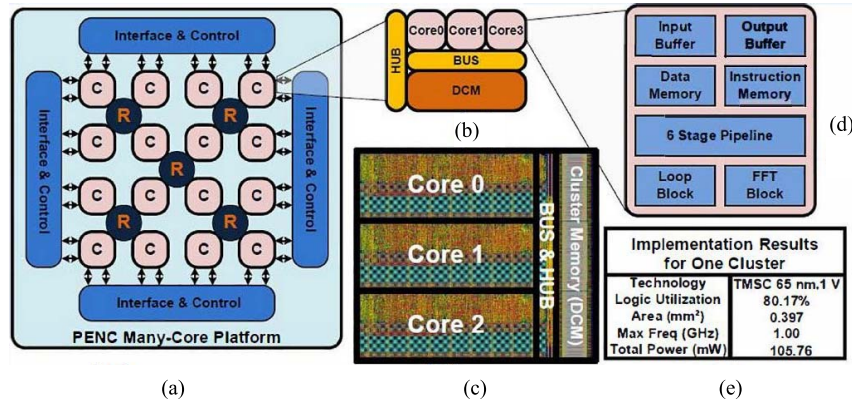 Interface & Control
Interface & Control
Interface & Control
C C C C
R R
C C C C
R
C C C C
R R
C C C C
Interface & Control
PENC Many-Core Platform
(a)
HUB
Core0 Core1 Core3
BUS
DCM
(b)
Core 0
Core 1
Core 2
BUS & HUB
Cluster Memory (DCM)
(c)
Input Buffer
Output Buffer
Data Memory
Instruction Memory
6 Stage Pipeline
Loop Block
FFT Block
(d)
Implementation Results
for One Cluster
Technology TMSC 65 nm.1 V
Logic Utilization 80.17%
Area (mm²) 0.397
Max Freq (GHz) 1.00
Total Power (mW) 105.76
(e)